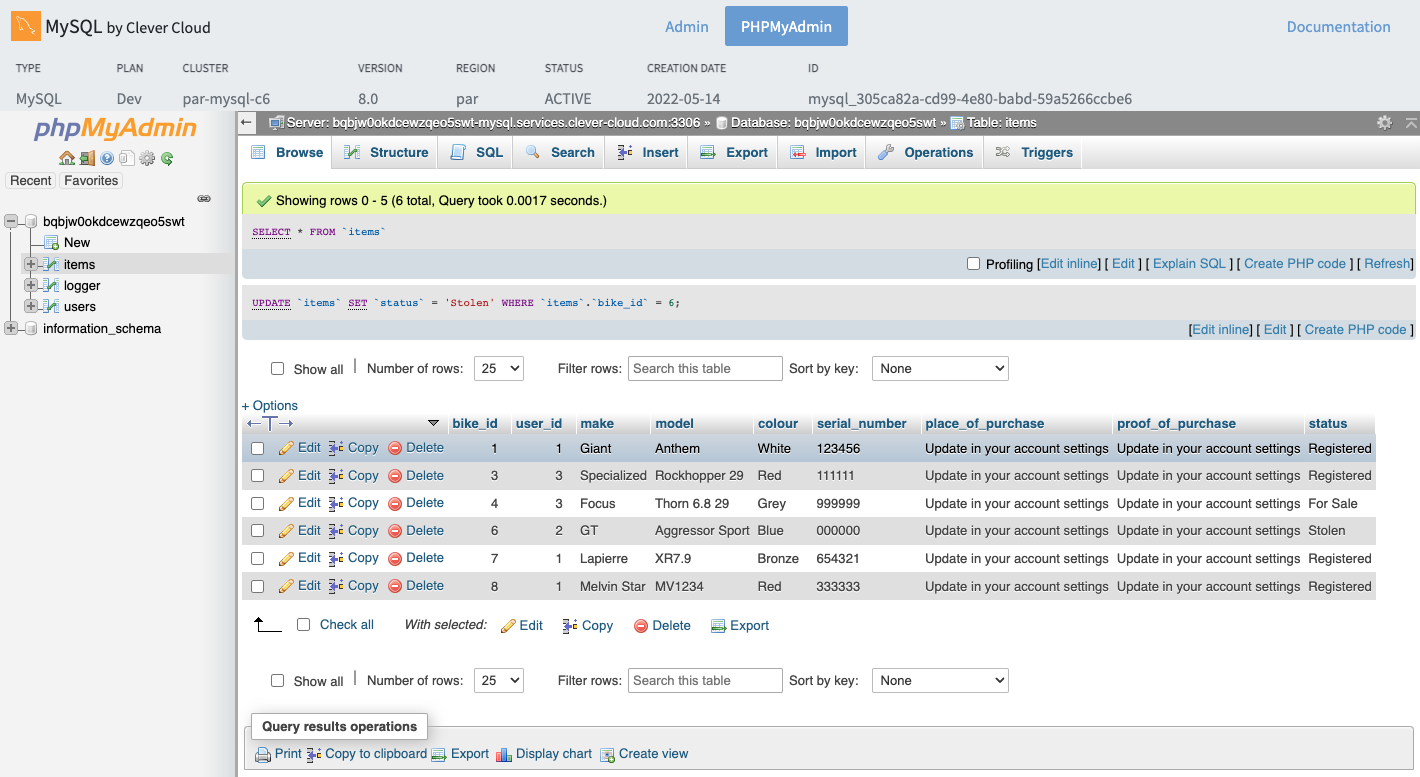 MySQL by Clever Cloud
Admin
PHPMyAdmin
Documentation
TYPE PLAN CLUSTER VERSION REGION STATUS CREATION DATE ID
MySQL Dev par-mysql-c6 8.0 par ACTIVE 2022-05-14 mysql_305ca82a-cd99-4e80-babd-59a5266ccbe6
phpMyAdmin
Recent Favorites
bqbjw0okdcewzqeo5swt
New
items
logger
users
information_schema
Server: bqbjw0okdcewzqeo5swt-mysql.services.clever-cloud.com:3306 » Database: bqbjw0okdcewzqeo5swt » Table: items
Browse Structure SQL Search Insert Export Import Operations Triggers
Showing rows 0 - 5 (6 total, Query took 0.0017 seconds.)
SELECT * FROM `items`
Profiling [Edit inline] [ Edit ] [ Explain SQL ] [ Create PHP code ] [ Refresh]
UPDATE `items` SET `status` = 'Stolen' WHERE `items`.`bike_id` = 6;
[Edit inline] [ Edit ] [ Create PHP code ]
Show all | Number of rows: 25 Filter rows: Search this table Sort by key: None
+ Options
bike_id user_id make model colour serial_number place_of_purchase proof_of_purchase status
Edit Copy Delete 1 1 Giant Anthem White 123456 Update in your account settings Update in your account settings Registered
Edit Copy Delete 3 3 Specialized Rockhopper 29 Red 111111 Update in your account settings Update in your account settings Registered
Edit Copy Delete 4 3 Focus Thorn 6.8 29 Grey 999999 Update in your account settings Update in your account settings For Sale
Edit Copy Delete 6 2 GT Aggressor Sport Blue 000000 Update in your account settings Update in your account settings Stolen
Edit Copy Delete 7 1 Lapierre XR7.9 Bronze 654321 Update in your account settings Update in your account settings Registered
Edit Copy Delete 8 1 Melvin Star MV1234 Red 333333 Update in your account settings Update in your account settings Registered
Check all With selected: Edit Copy Delete Export
Show all | Number of rows: 25 Filter rows: Search this table Sort by key: None
Query results operations
Print Copy to clipboard Export Display chart Create view